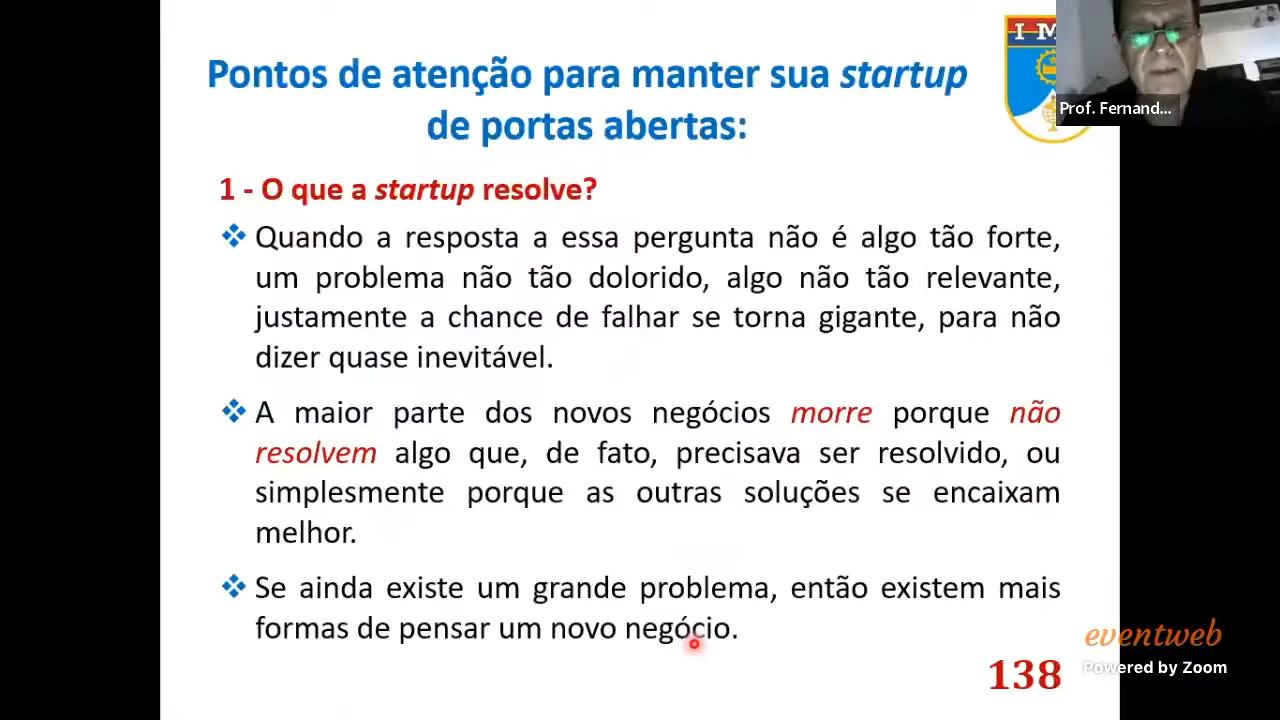 Pontos de atenção para manter sua startup
de portas abertas:
I M
Prof. Fernand...
1 - O que a startup resolve?
Quando a resposta a essa pergunta não é algo tão forte,
um problema não tão dolorido, algo não tão relevante,
justamente a chance de falhar se torna gigante, para não
dizer quase inevitável.
A maior parte dos novos negócios morre porque não
resolvem algo que, de fato, precisava ser resolvido, ou
simplesmente porque as outras soluções se encaixam
melhor.
Se ainda existe um grande problema, então existem mais
formas de pensar um novo negócio.
eventweb
Powered by Zoom
138